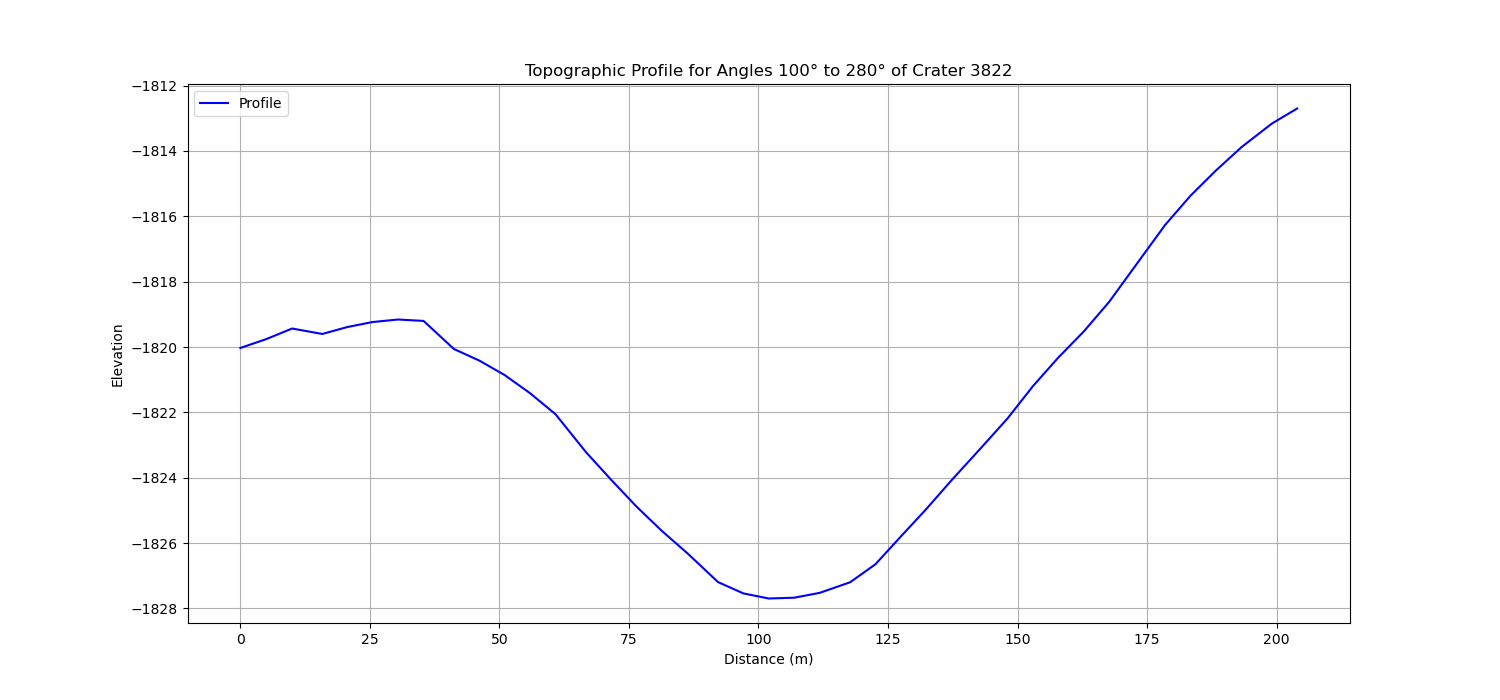 Topographic Profile for Angles 100° to 280° of Crater 3822
Profile
−1812
−1814
−1816
−1818
−1820
−1822
−1824
−1826
−1828
Elevation
0 25 50 75 100 125 150 175 200
Distance (m)